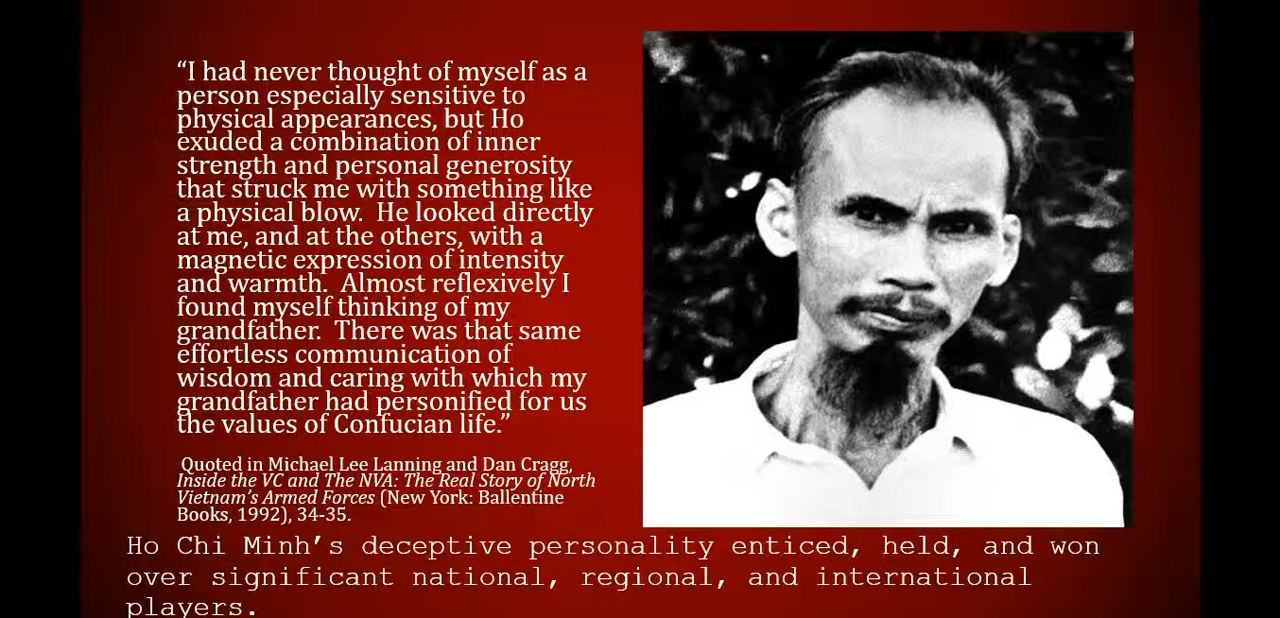 “I had never thought of myself as a
person especially sensitive to
physical appearances, but Ho
exuded a combination of inner
strength and personal generosity
that struck me with something like
a physical blow.  He looked directly
at me, and at the others, with a
magnetic expression of intensity
and warmth.  Almost reflexively I
found myself thinking of my
grandfather.  There was that same
effortless communication of
wisdom and caring with which my
grandfather had personified for us
the values of Confucian life.”
Quoted in Michael Lee Lanning and Dan Cragg,
Inside the VC and The NVA: The Real Story of North
Vietnam’s Armed Forces (New York: Ballentine
Books, 1992), 34-35.
Ho Chi Minh’s deceptive personality enticed, held, and won
over significant national, regional, and international
players.